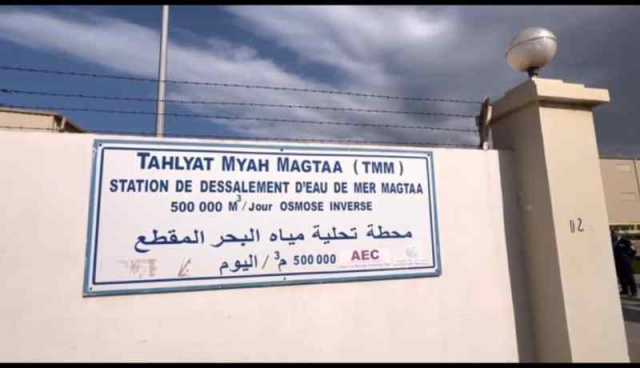 TAHLYAT MYAH MAGTAA (TMM)
STATION DE DESSALEMENT D'EAU DE MER MAGTAA
500 000 M³/Jour OSMOSE INVERSE
محطة تحلية مياه البحر المقطع
500 000 م³ / اليوم
AEC